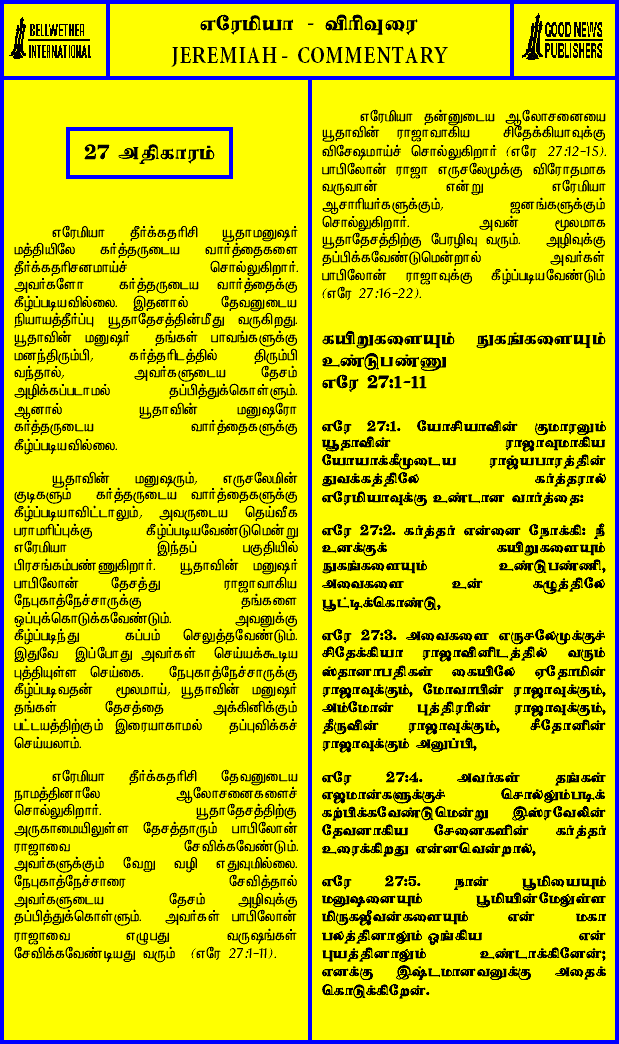 BELLWETHER
INTERNATIONAL
எரேமியா - விரிவுரை
JEREMIAH - COMMENTARY
GOOD NEWS
PUBLISHERS
27 அதிகாரம்
எரேமியா தீர்க்கதரிசி யூதாமனுஷர்
மத்தியிலே கர்த்தருடைய வார்த்தைகளை
தீர்க்கதரிசனமாய்ச் சொல்லுகிறார்.
அவர்களோ கர்த்தருடைய வார்த்தைக்கு
கீழ்ப்படியவில்லை. இதனால் தேவனுடைய
நியாயத்தீர்ப்பு யூதாதேசத்தின்மீது வருகிறது.
யூதாவின் மனுஷர் தங்கள் பாவங்களுக்கு
மனந்திரும்பி, கர்த்தரிடத்தில் திரும்பி
வந்தால், அவர்களுடைய தேசம்
அழிக்கப்படாமல் தப்பித்துக்கொள்ளும்.
ஆனால் யூதாவின் மனுஷரோ
கர்த்தருடைய வார்த்தைகளுக்கு
கீழ்ப்படியவில்லை.
யூதாவின் மனுஷரும், எருசலேமின்
குடிகளும் கர்த்தருடைய வார்த்தைகளுக்கு
கீழ்ப்படியாவிட்டாலும், அவருடைய தெய்வீக
பராமரிப்புக்கு கீழ்ப்படியவேண்டுமென்று
எரேமியா இந்தப் பகுதியில்
பிரசங்கம்பண்ணுகிறார். யூதாவின் மனுஷர்
பாபிலோன் தேசத்து ராஜாவாகிய
நேபுகாத்நேச்சாருக்கு தங்களை
ஒப்புக்கொடுக்கவேண்டும். அவனுக்கு
கீழ்ப்படிந்து கப்பம் செலுத்தவேண்டும்.
இதுவே இப்போது அவர்கள் செய்யக்கூடிய
புத்தியுள்ள செய்கை. நேபுகாத்நேச்சாருக்கு
கீழ்ப்படிவதன் மூலமாய், யூதாவின் மனுஷர்
தங்கள் தேசத்தை அக்கினிக்கும்
பட்டயத்திற்கும் இரையாகாமல் தப்புவிக்கச்
செய்யலாம்.
எரேமியா தீர்க்கதரிசி தேவனுடைய
நாமத்தினாலே ஆலோசனைகளைச்
சொல்லுகிறார். யூதாதேசத்திற்கு
அருகாமையிலுள்ள தேசத்தாரும் பாபிலோன்
ராஜாவை சேவிக்கவேண்டும்.
அவர்களுக்கும் வேறு வழி எதுவுமில்லை.
நேபுகாத்நேச்சாரை சேவித்தால்
அவர்களுடைய தேசம் அழிவுக்கு
தப்பித்துக்கொள்ளும். அவர்கள் பாபிலோன்
ராஜாவை எழுபது வருஷங்கள்
சேவிக்கவேண்டியது வரும் (எரே 27:1-11).
எரேமியா தன்னுடைய ஆலோசனையை
யூதாவின் ராஜாவாகிய சிதேக்கியாவுக்கு
விசேஷமாய்ச் சொல்லுகிறார் (எரே 27:12-15).
பாபிலோன் ராஜா எருசலேமுக்கு விரோதமாக
வருவான் என்று எரேமியா
ஆசாரியர்களுக்கும், ஜனங்களுக்கும்
சொல்லுகிறார். அவன் மூலமாக
யூதாதேசத்திற்கு பேரழிவு வரும். அழிவுக்கு
தப்பிக்கவேண்டுமென்றால் அவர்கள்
பாபிலோன் ராஜாவுக்கு கீழ்ப்படியவேண்டும்
(எரே 27:16-22).
கயிறுகளையும் நுகங்களையும்
உண்டுபண்ணு
எரே 27:1-11
எரே 27:1. யோசியாவின் குமாரனும்
யூதாவின் ராஜாவுமாகிய
யோயாக்கீமுடைய ராஜ்யபாரத்தின்
துவக்கத்திலே கர்த்தரால்
எரேமியாவுக்கு உண்டான வார்த்தை:
எரே 27:2. கர்த்தர் என்னை நோக்கி: நீ
உனக்குக் கயிறுகளையும்
நுகங்களையும் உண்டுபண்ணி,
அவைகளை உன் கழுத்திலே
பூட்டிக்கொண்டு,
எரே 27:3. அவைகளை எருசலேமுக்குச்
சிதேக்கியா ராஜாவினிடத்தில் வரும்
ஸ்தானாபதிகள் கையிலே ஏதோமின்
ராஜாவுக்கும், மோவாபின் ராஜாவுக்கும்,
அம்மோன் புத்திரரின் ராஜாவுக்கும்,
தீருவின் ராஜாவுக்கும், சீதோனின்
ராஜாவுக்கும் அனுப்பி,
எரே 27:4. அவர்கள் தங்கள்
எஜமான்களுக்குச் சொல்லும்படிக்
கற்பிக்கவேண்டுமென்று இஸ்ரவேலின்
தேவனாகிய சேனைகளின் கர்த்தர்
உரைக்கிறது என்னவென்றால்,
எரே 27:5. நான் பூமியையும்
மனுஷனையும் பூமியின்மேலுள்ள
மிருகஜீவன்களையும் என் மகா
பலத்தினாலும் ஓங்கிய என்
புயத்தினாலும் உண்டாக்கினேன்;
எனக்கு இஷ்டமானவனுக்கு அதைக்
கொடுக்கிறேன்.